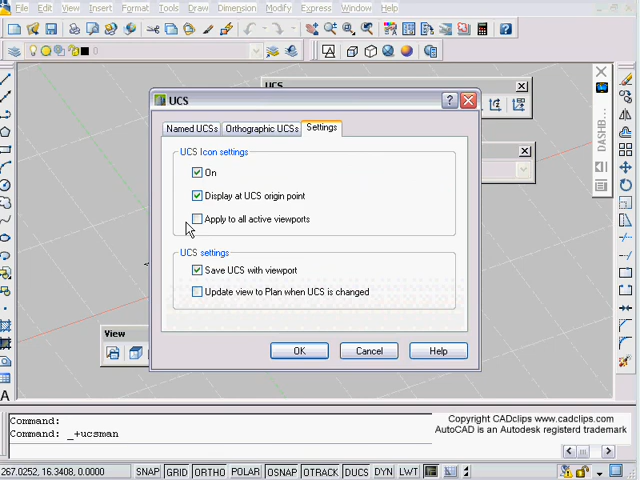 File Edit View Insert Format Tools Draw Dimension Modify Express Window Help
0
UCS
UCS
Named UCSs Orthographic UCSs Settings
UCS Icon settings
On
Display at UCS origin point
Apply to all active viewports
UCS settings
Save UCS with viewport
Update view to Plan when UCS is changed
View
OK Cancel Help
DASHB...
A
Command:
Command: _+ucsman
Copyright CADclips www.cadclips.com
AutoCAD is an Autodesk registerd trademark
267.0252, 16.3408, 0.0000 SNAP GRID ORTHO POLAR OSNAP OTRACK DUCS DYN LWT